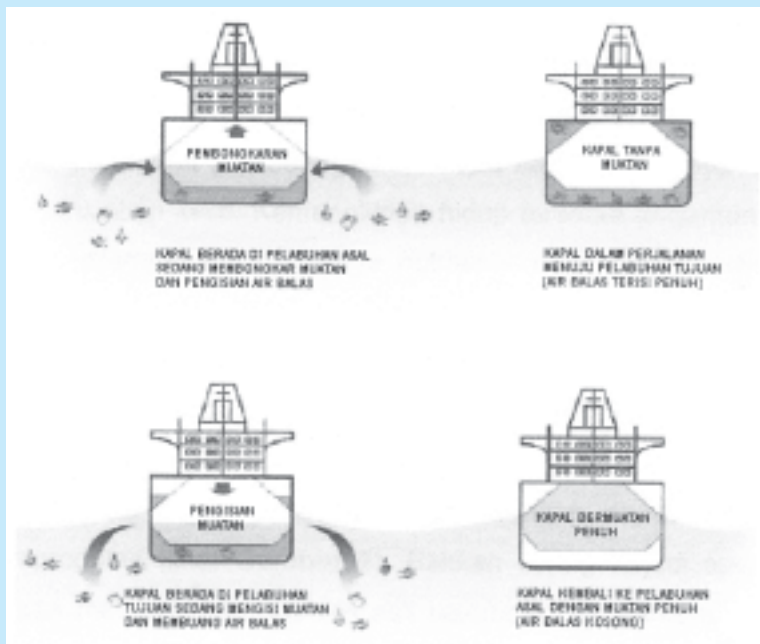 PEMBONGKARAN
MUATAN
KAPAL BERADA DI PELABUHAN ASAL
SEDANG MEMBONGKAR MUATAN
DAN PENGISIAN AIR BALAS
KAPAL TANPA
MUATAN
KAPAL DALAM PERJALANAN
MENUJU PELABUHAN TUJUAN
(AIR BALAS TERISI PENUH)
PENGISIAN
MUATAN
KAPAL BERADA DI PELABUHAN
TUJUAN SEDANG MENGISI MUATAN
DAN MEMBUANG AIR BALAS
KAPAL BERMUATAN
PENUH
KAPAL KEMBALI KE PELABUHAN
ASAL DENGAN MUATAN PENUH
(AIR BALAS KOSONG)